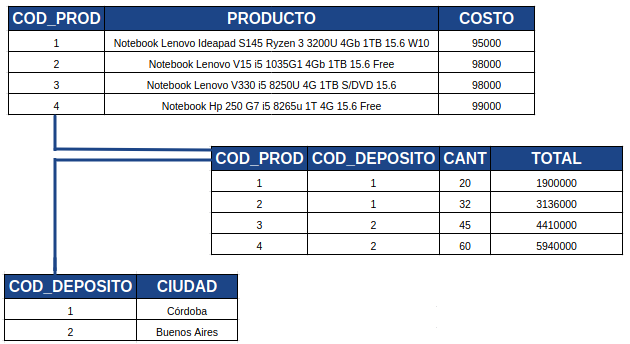 COD_PROD PRODUCTO COSTO
1 Notebook Lenovo Ideapad S145 Ryzen 3 3200U 4Gb 1TB 15.6 W10 95000
2 Notebook Lenovo V15 i5 1035G1 4Gb 1TB 15.6 Free 98000
3 Notebook Lenovo V330 i5 8250U 4G 1TB S/DVD 15.6 98000
4 Notebook Hp 250 G7 i5 8265u 1T 4G 15.6 Free 99000
COD_PROD COD_DEPOSITO CANT TOTAL
1 1 20 1900000
2 1 32 3136000
3 2 45 4410000
4 2 60 5940000
COD_DEPOSITO CIUDAD
1 Córdoba
2 Buenos Aires